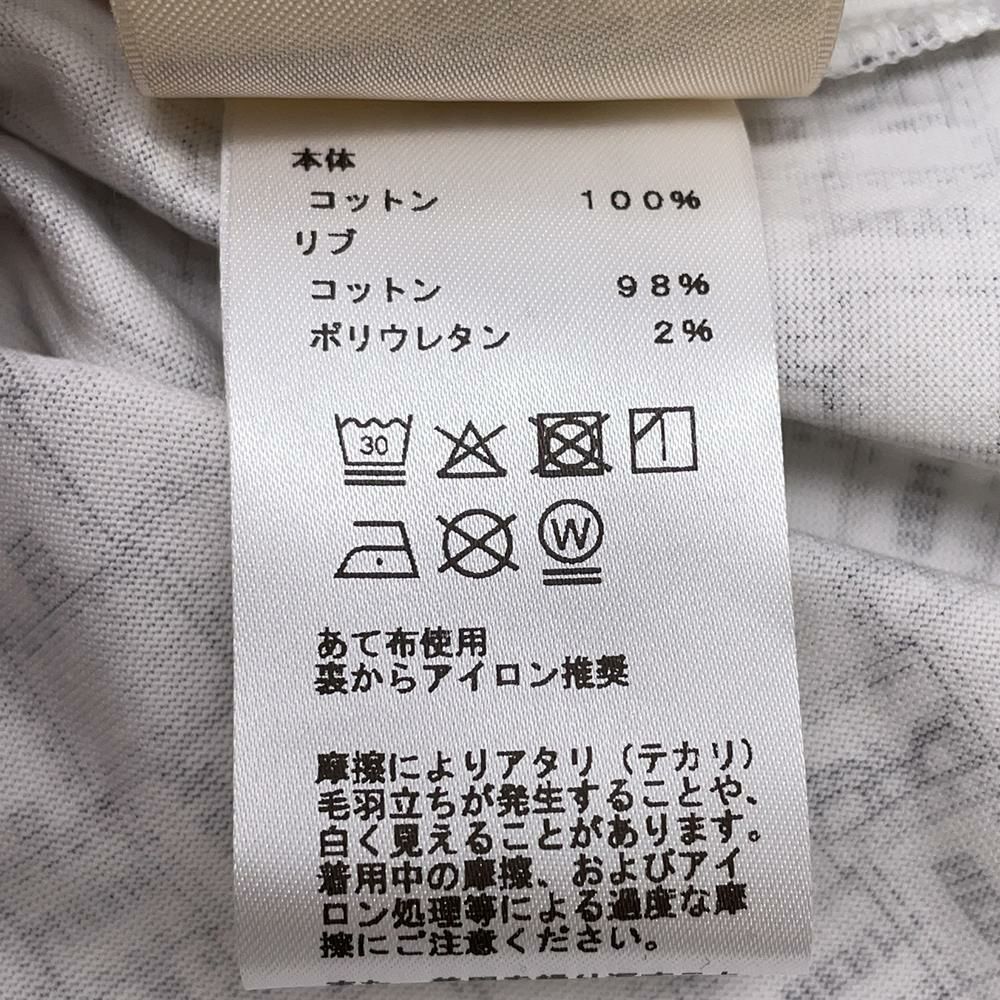 本体
コットン 100%
リブ
コットン 98%
ポリウレタン 2%
30
W
あて布使用
裏からアイロン推奨
摩擦によりアタリ（テカリ）
毛羽立ちが発生することや、
白く見えることがあります。
着用中の摩擦、およびアイ
ロン処理等による過度な摩
擦にご注意ください。